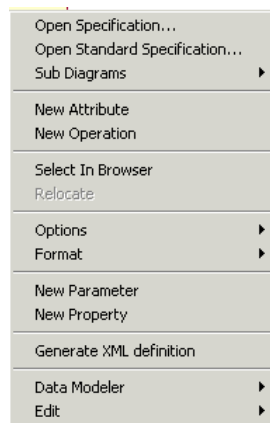 Open Specification...
Open Standard Specification...
Sub Diagrams
New Attribute
New Operation
Select In Browser
Relocate
Options
Format
New Parameter
New Property
Generate XML definition
Data Modeler
Edit